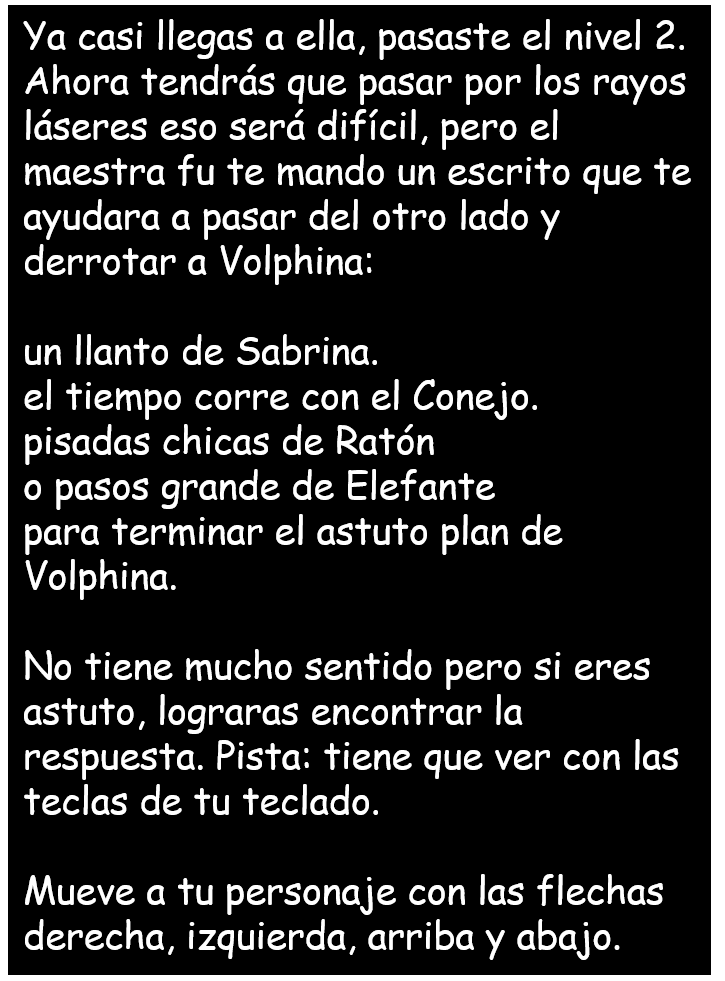 Ya casi llegas a ella, pasaste el nivel 2.
Ahora tendrás que pasar por los rayos
láseres eso será difícil, pero el
maestra fu te mando un escrito que te
ayudara a pasar del otro lado y
derrotar a Volphina:
un llanto de Sabrina.
el tiempo corre con el Conejo.
pisadas chicas de Ratón
o pasos grande de Elefante
para terminar el astuto plan de
Volphina.
No tiene mucho sentido pero si eres
astuto, lograras encontrar la
respuesta. Pista: tiene que ver con las
teclas de tu teclado.
Mueve a tu personaje con las flechas
derecha, izquierda, arriba y abajo.